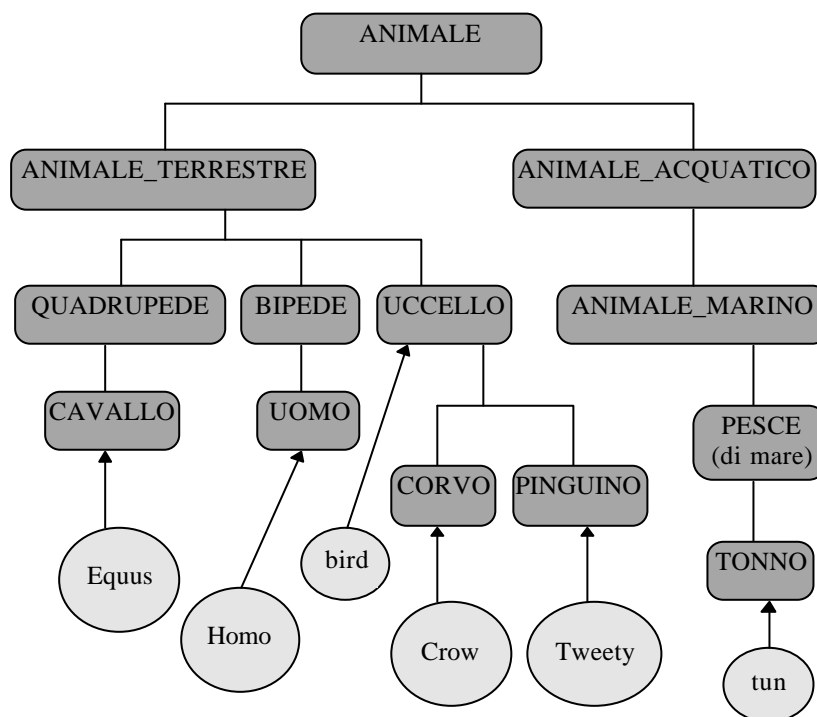 ANIMALE
ANIMALE_TERRESTRE
ANIMALE_ACQUATICO
QUADRUPEDE
BIPEDE
UCCELLO
ANIMALE_MARINO
CAVALLO
UOMO
PESCE
(di mare)
CORVO
PINGUINO
TONNO
bird
Equus
Homo
Crow
Tweety
tun